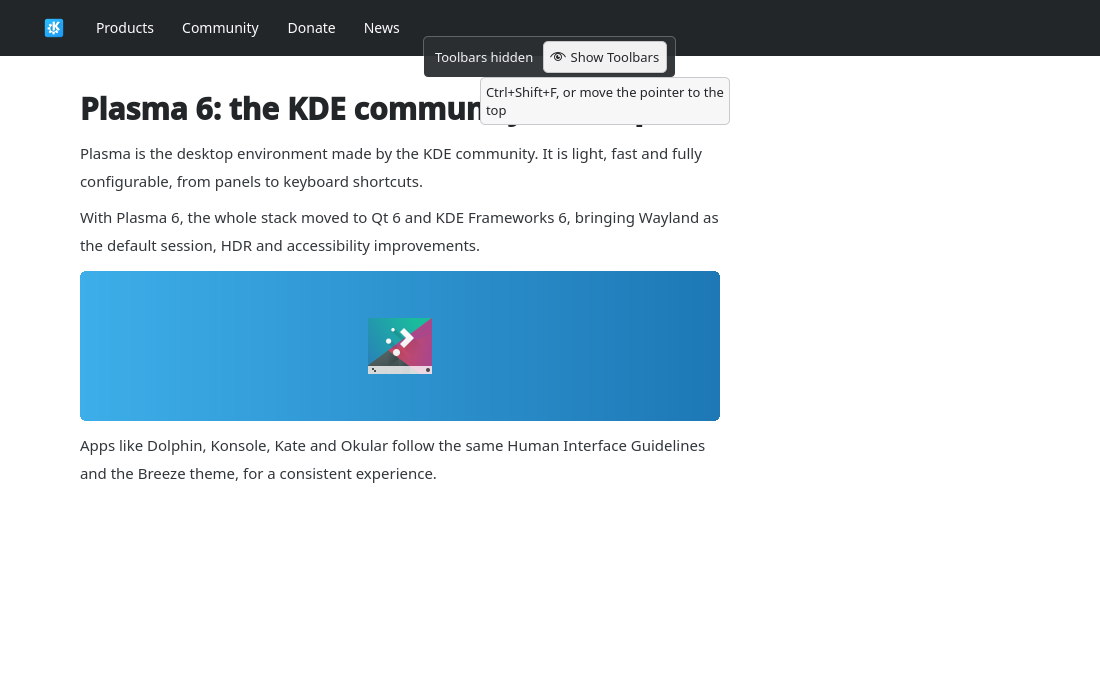 Products Community Donate News
Toolbars hidden Show Toolbars
Ctrl+Shift+F, or move the pointer to the
top
Plasma 6: the KDE
Plasma is the desktop environment made by the KDE community. It is light, fast and fully
configurable, from panels to keyboard shortcuts.
With Plasma 6, the whole stack moved to Qt 6 and KDE Frameworks 6, bringing Wayland as
the default session, HDR and accessibility improvements.
Apps like Dolphin, Konsole, Kate and Okular follow the same Human Interface Guidelines
and the Breeze theme, for a consistent experience.